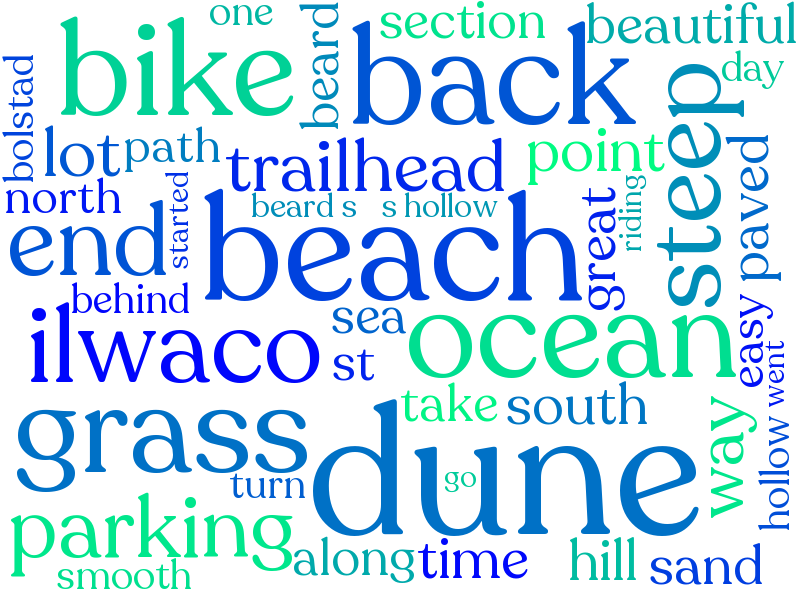 one
section
beautiful
bike
beard
back
day
bolstad
lot
path
trailhead
point
steep
north
started
beard s
s hollow
riding
paved
end
beach
great
behind
ilwaco
sea
ocean
easy
st
went
grass
take
south
way
hollow
dune
turn
go
parking
along
time
hill
sand
smooth